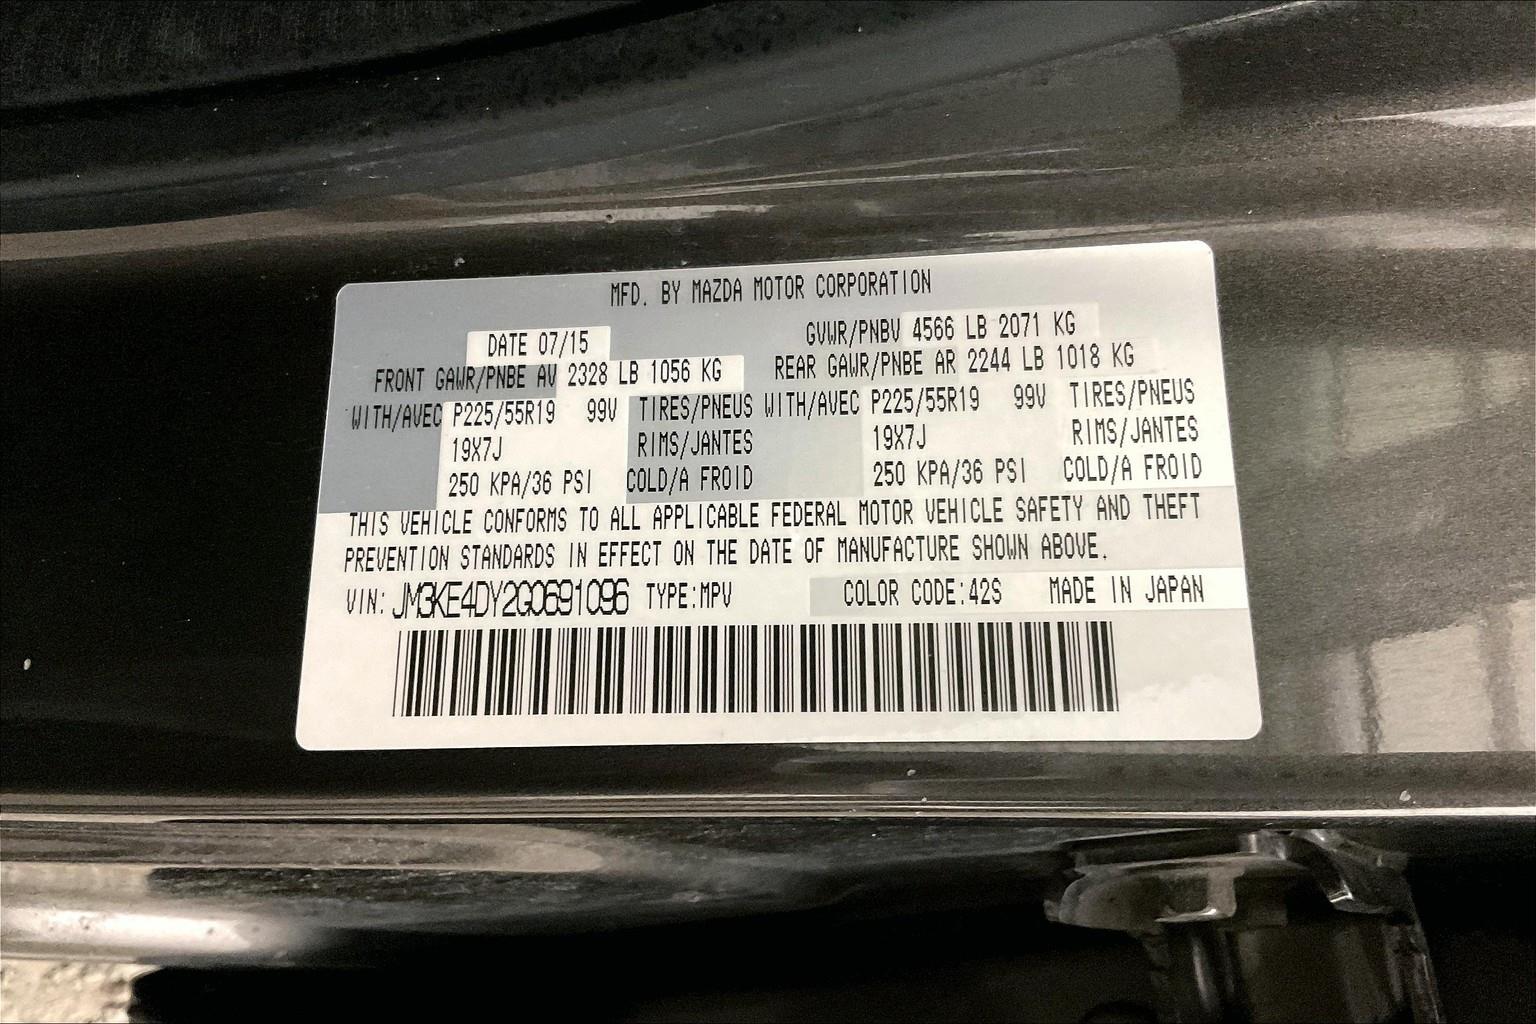 MFD. BY MAZDA MOTOR CORPORATION
DATE 07/15 GVWR/PNBV 4566 LB 2071 KG
FRONT GAWR/PNBE AV 2328 LB 1056 KG REAR GAWR/PNBE AR 2244 LB 1018 KG
WITH/AVEC P225/55R19 99V TIRES/PNEUS WITH/AVEC P225/55R19 99V TIRES/PNEUS
19X7J RIMS/JANTES 19X7J RIMS/JANTES
250 KPA/36 PSI COLD/A FROID 250 KPA/36 PSI COLD/A FROID
THIS VEHICLE CONFORMS TO ALL APPLICABLE FEDERAL MOTOR VEHICLE SAFETY AND THEFT
PREVENTION STANDARDS IN EFFECT ON THE DATE OF MANUFACTURE SHOWN ABOVE.
VIN: JM3KE4DY2G0691096 TYPE:MPV COLOR CODE:42S MADE IN JAPAN